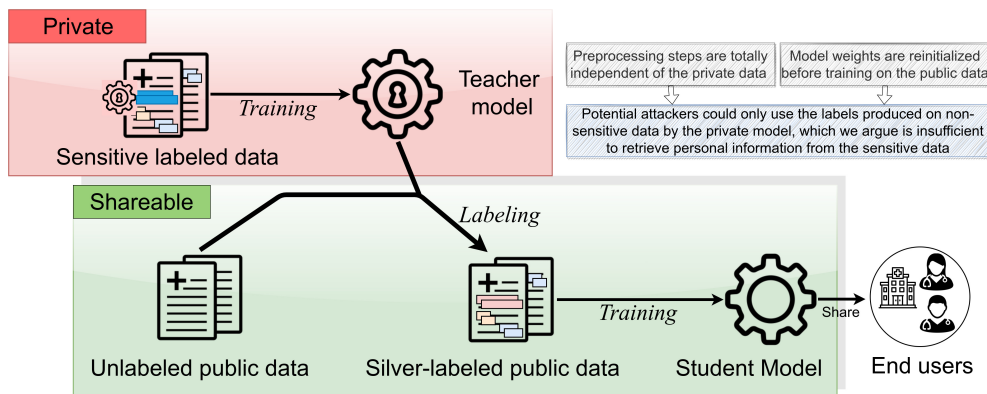 Private
Sensitive labeled data
Training
Teacher
model
Preprocessing steps are totally
independent of the private data
Model weights are reinitialized
before training on the public data
Potential attackers could only use the labels produced on non-
sensitive data by the private model, which we argue is insufficient
to retrieve personal information from the sensitive data
Shareable
Labeling
Unlabeled public data
Silver-labeled public data
Training
Student Model
Share
End users